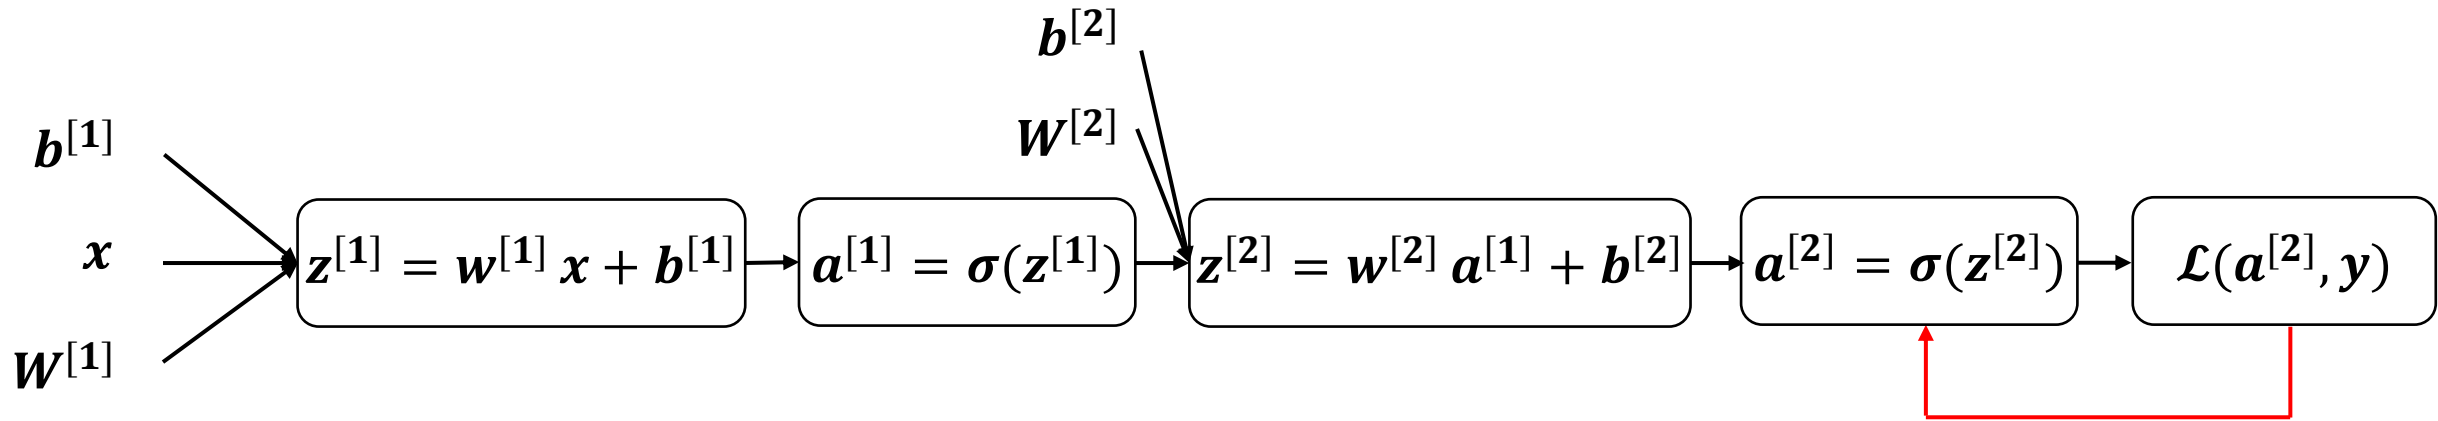 b^[2]
W^[2]
b^[1]
x
W^[1]
z^[1] = w^[1] x + b^[1]
a^[1] = σ(z^[1])
z^[2] = w^[2] a^[1] + b^[2]
a^[2] = σ(z^[2])
ℒ(a^[2], y)